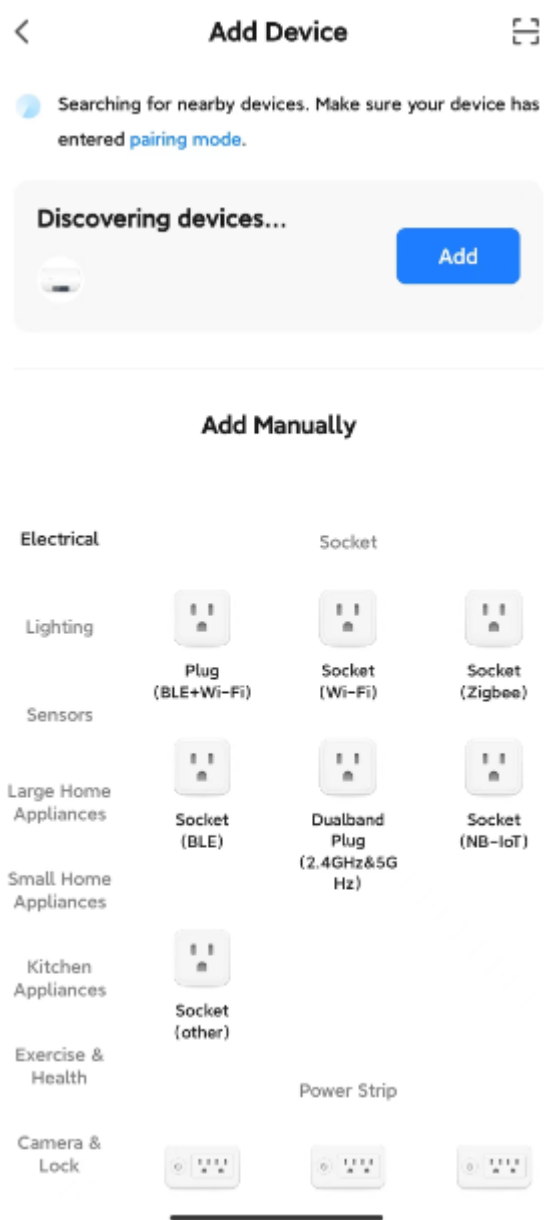 Add Device
Searching for nearby devices. Make sure your device has
entered pairing mode.
Discovering devices...
Add
Add Manually
Electrical
Lighting
Sensors
Large Home
Appliances
Small Home
Appliances
Kitchen
Appliances
Exercise &
Health
Camera &
Lock
Socket
Plug
(BLE+Wi-Fi)
Socket
(Wi-Fi)
Socket
(Zigbee)
Socket
(BLE)
Dualband
Plug
(2.4GHz&5G
Hz)
Socket
(NB-IoT)
Socket
(other)
Power Strip